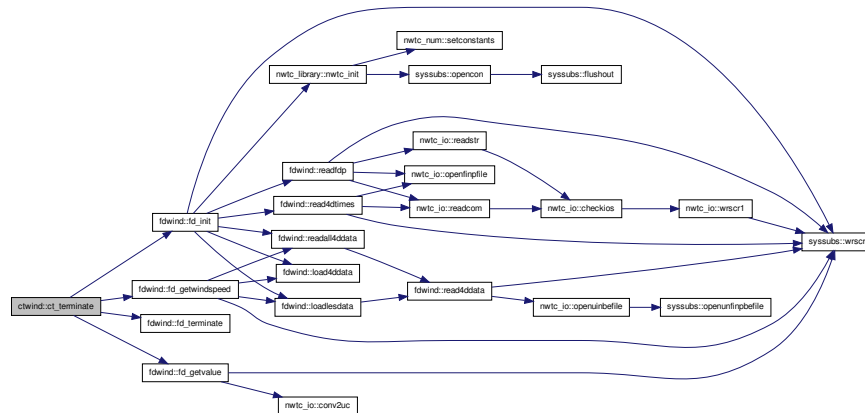 nwtc_num::setconstants
nwtc_library::nwtc_init
syssubs::opencon
syssubs::flushout
nwtc_io::readstr
fdwind::readfdp
nwtc_io::openfinpfile
fdwind::read4dtimes
nwtc_io::readcom
nwtc_io::checkios
nwtc_io::wrscr1
fdwind::fd_init
fdwind::readall4ddata
syssubs::wrscr
fdwind::load4ddata
fdwind::fd_getwindspeed
fdwind::read4ddata
ctwind::ct_terminate
fdwind::loadlesdata
nwtc_io::openuinbefile
syssubs::openunfinpbefile
fdwind::fd_terminate
fdwind::fd_getvalue
nwtc_io::conv2uc